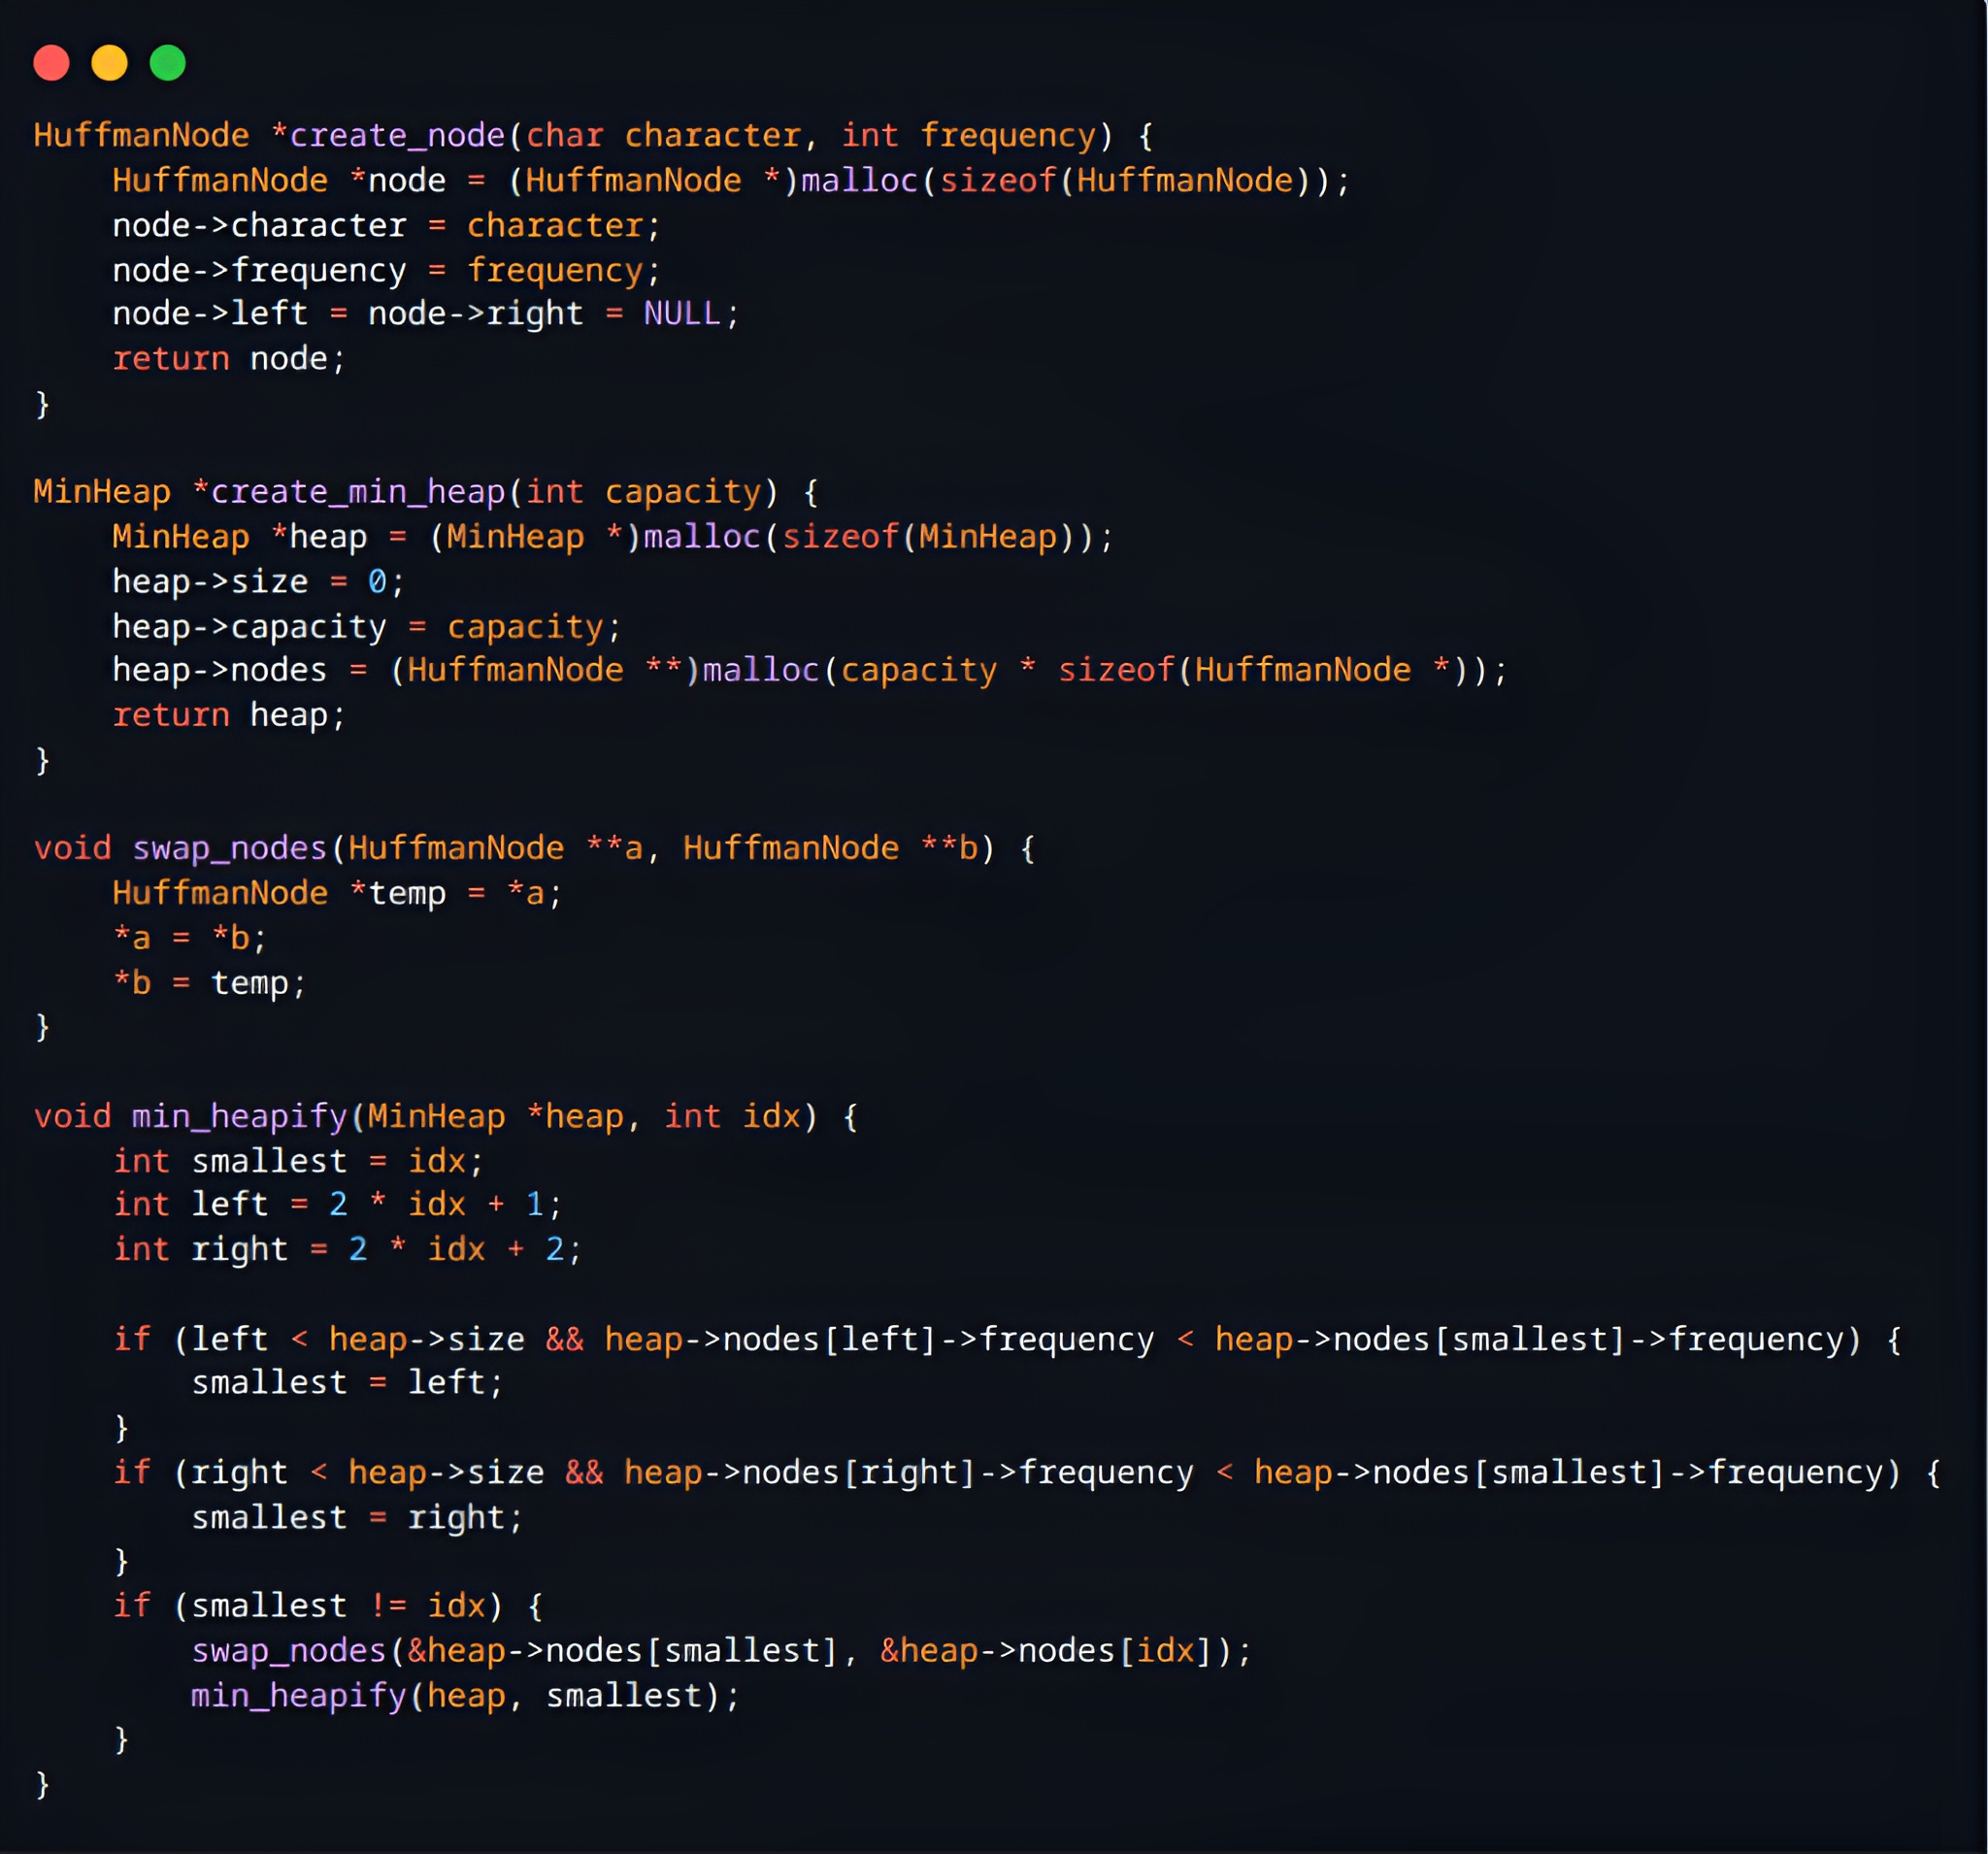 HuffmanNode *create_node(char character, int frequency) {
    HuffmanNode *node = (HuffmanNode *)malloc(sizeof(HuffmanNode));
    node->character = character;
    node->frequency = frequency;
    node->left = node->right = NULL;
    return node;
}

MinHeap *create_min_heap(int capacity) {
    MinHeap *heap = (MinHeap *)malloc(sizeof(MinHeap));
    heap->size = 0;
    heap->capacity = capacity;
    heap->nodes = (HuffmanNode **)malloc(capacity * sizeof(HuffmanNode *));
    return heap;
}

void swap_nodes(HuffmanNode **a, HuffmanNode **b) {
    HuffmanNode *temp = *a;
    *a = *b;
    *b = temp;
}

void min_heapify(MinHeap *heap, int idx) {
    int smallest = idx;
    int left = 2 * idx + 1;
    int right = 2 * idx + 2;

    if (left < heap->size && heap->nodes[left]->frequency < heap->nodes[smallest]->frequency) {
        smallest = left;
    }
    if (right < heap->size && heap->nodes[right]->frequency < heap->nodes[smallest]->frequency) {
        smallest = right;
    }
    if (smallest != idx) {
        swap_nodes(&heap->nodes[smallest], &heap->nodes[idx]);
        min_heapify(heap, smallest);
    }
}